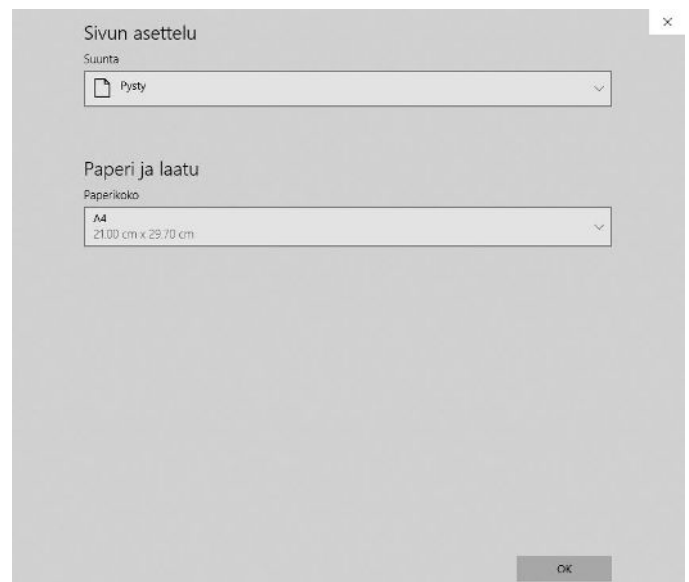 Sivun asettelu
Suunta
Pysty
Paperi ja laatu
Paperikoko
A4
21.00 cm x 29.70 cm
OK